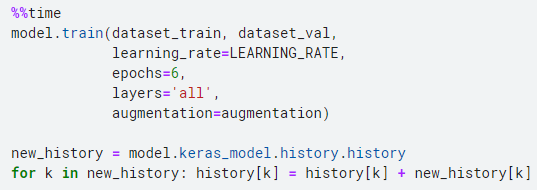 %%time
model.train(dataset_train, dataset_val,
            learning_rate=LEARNING_RATE,
            epochs=6,
            layers='all',
            augmentation=augmentation)

new_history = model.keras_model.history.history
for k in new_history: history[k] = history[k] + new_history[k]